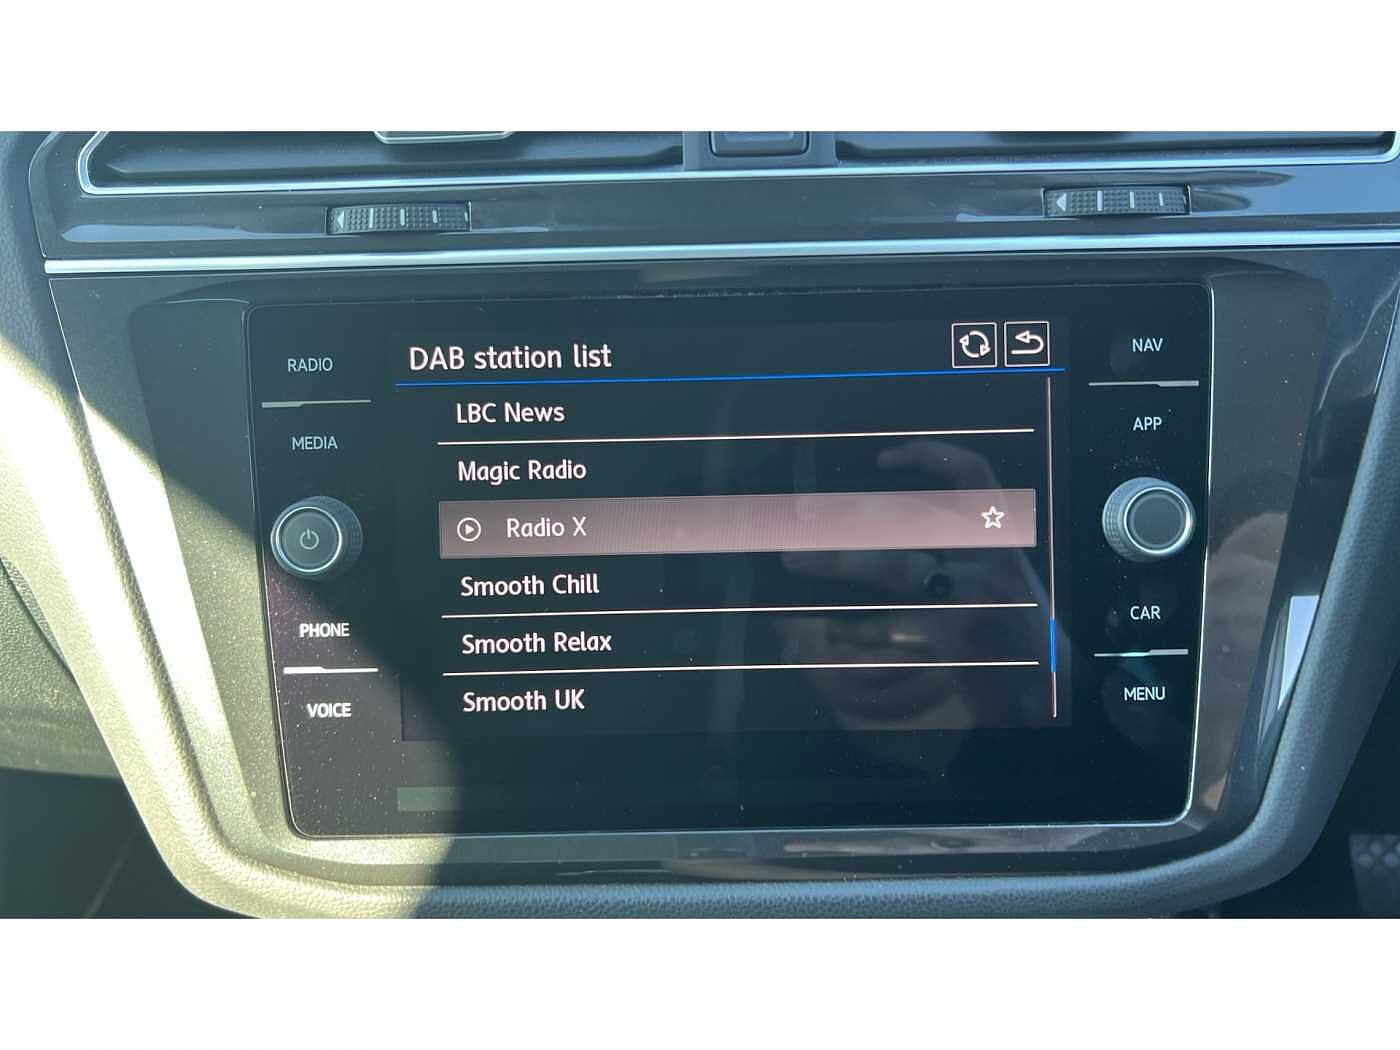 DAB station list
LBC News
Magic Radio
Radio X
Smooth Chill
Smooth Relax
Smooth UK
RADIO
MEDIA
PHONE
VOICE
NAV
APP
CAR
MENU